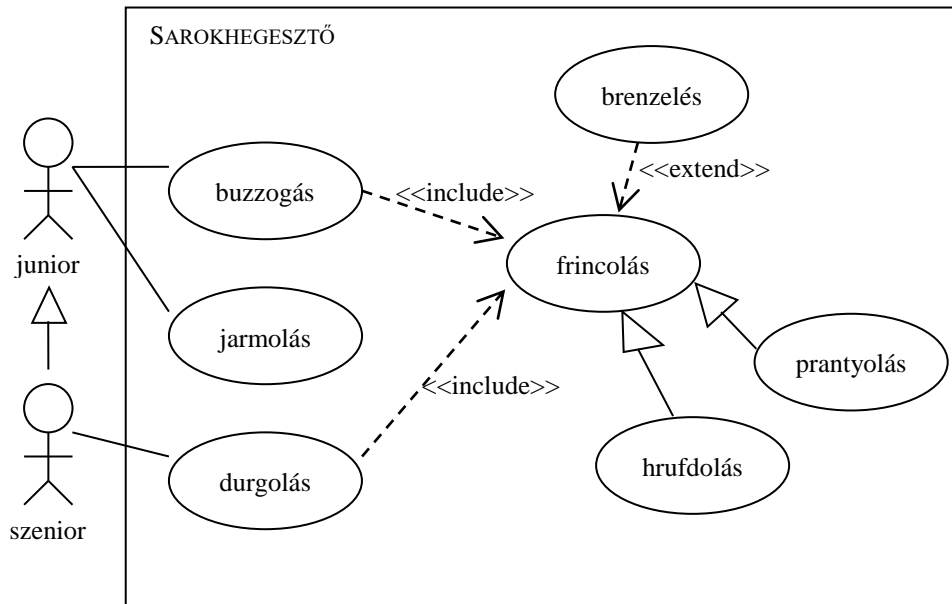 SAROKHEGESZTŐ
brenzelés
buzzogás
<<include>>
<<extend>>
junior
frincolás
jarmolás
prantyolás
<<include>>
hrufdolás
durgolás
szenior